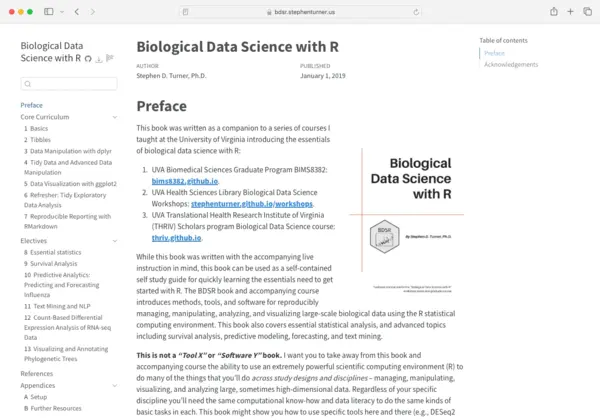 bdsr.stephenturner.us
Biological Data
Science with R
Preface
Core Curriculum
1 Basics
2 Tibbles
3 Data Manipulation with dplyr
4 Tidy Data and Advanced Data
Manipulation
5 Data Visualization with ggplot2
6 Refresher: Tidy Exploratory
Data Analysis
7 Reproducible Reporting with
RMarkdown
Electives
8 Essential statistics
9 Survival Analysis
10 Predictive Analytics:
Predicting and Forecasting
Influenza
11 Text Mining and NLP
12 Count-Based Differential
Expression Analysis of RNA-seq
Data
13 Visualizing and Annotating
Phylogenetic Trees
References
Appendices
A Setup
B Further Resources
Biological Data Science with R
AUTHOR
Stephen D. Turner, Ph.D.
PUBLISHED
January 1, 2019
Preface
This book was written as a companion to a series of courses I
taught at the University of Virginia introducing the essentials
of biological data science with R:
1. UVA Biomedical Sciences Graduate Program BIMS8382:
bims8382.github.io.
2. UVA Health Sciences Library Biological Data Science
Workshops: stephenturner.github.io/workshops.
3. UVA Translational Health Research Institute of Virginia
(THRIV) Scholars program Biological Data Science course:
thriv.github.io.
While this book was written with the accompanying live
instruction in mind, this book can be used as a self-contained
self study guide for quickly learning the essentials need to get
started with R. The BDSR book and accompanying course
introduces methods, tools, and software for reproducibly
managing, manipulating, analyzing, and visualizing large-scale biological data using the R statistical
computing environment. This book also covers essential statistical analysis, and advanced topics
including survival analysis, predictive modeling, forecasting, and text mining.
This is not a “Tool X” or “Software Y” book. I want you to take away from this book and
accompanying course the ability to use an extremely powerful scientific computing environment (R) to
do many of the things that you’ll do across study designs and disciplines – managing, manipulating,
visualizing, and analyzing large, sometimes high-dimensional data. Regardless of your specific
discipline you’ll need the same computational know-how and data literacy to do the same kinds of
basic tasks in each. This book might show you how to use specific tools here and there (e.g., DESeq2
Biological
Data Science
with R
BDSR
By Stephen D. Turner, Ph.D.
Table of contents
Preface
Acknowledgements